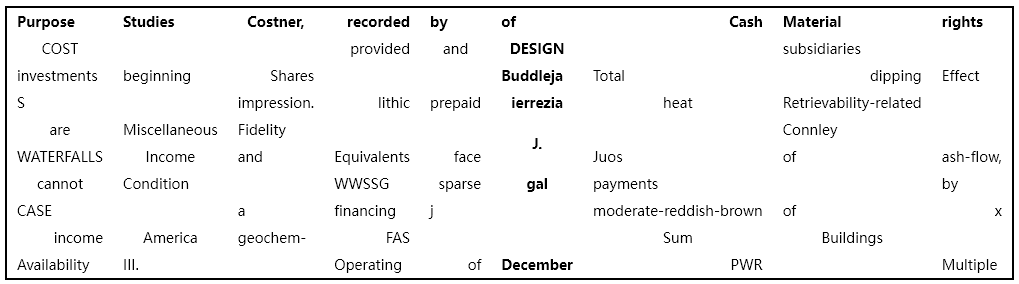 Purpose Studies Costner, recorded by of Cash Material rights
COST provided and DESIGN subsidiaries
investments beginning Shares Buddleja Total dipping Effect
S impression. lithic prepaid ierrezia heat Retrievability-related
are Miscellaneous Fidelity Connley
J.
WATERFALLS Income and Equivalents face Juos of ash-flow,
cannot Condition WWSSG sparse gal payments by
CASE a financing j moderate-reddish-brown of x
income America geochem- FAS Sum Buildings
Availability III. Operating of December PWR Multiple